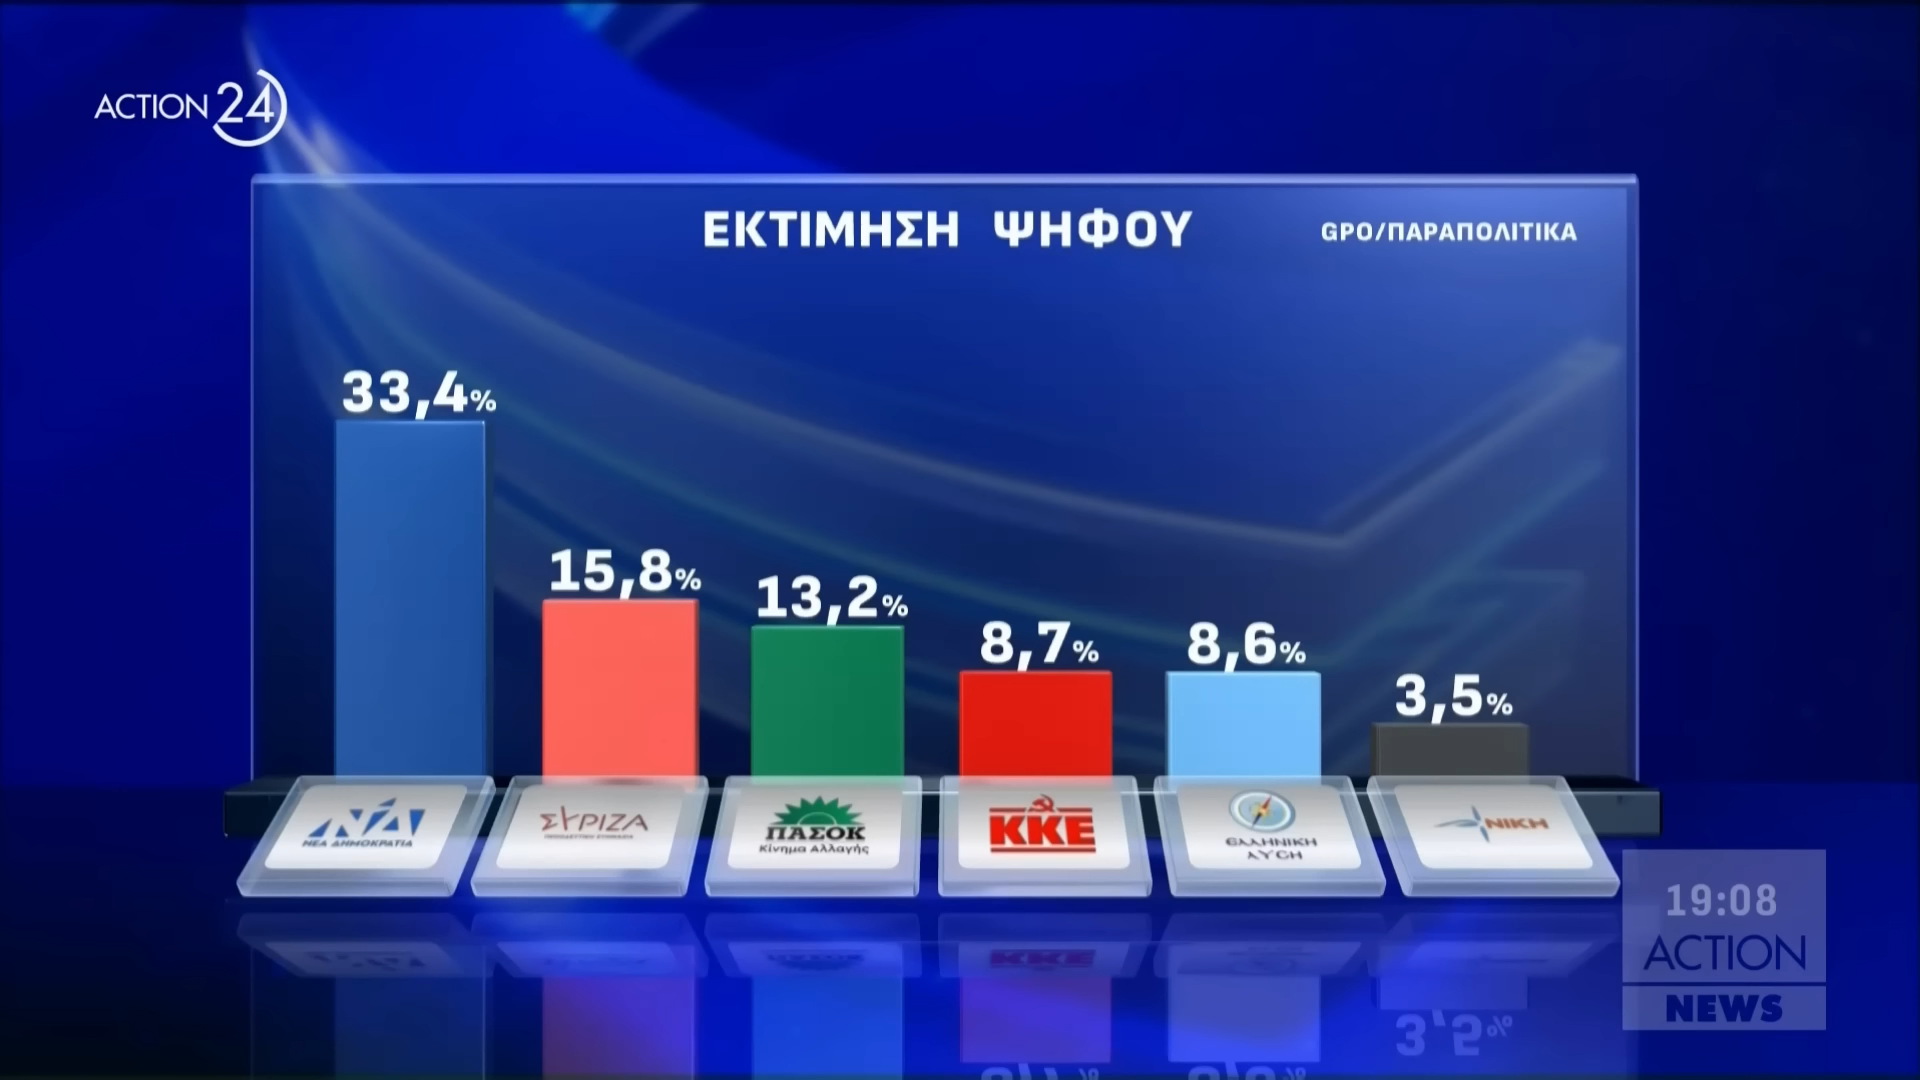 ACTION 24
ΕΚΤΙΜΗΣΗ ΨΗΦΟΥ
GPO/ΠΑΡΑΠΟΛΙΤΙΚΑ
33,4%
15,8%
13,2%
8,7%
8,6%
3,5%
ΝΔ
ΝΕΑ ΔΗΜΟΚΡΑΤΙΑ
ΣΥΡΙΖΑ
ΠΑΣΟΚ
Κίνημα Αλλαγής
ΚΚΕ
ΕΛΛΗΝΙΚΗ
ΛΥΣΗ
ΝΙΚΗ
19:08
ACTION
NEWS